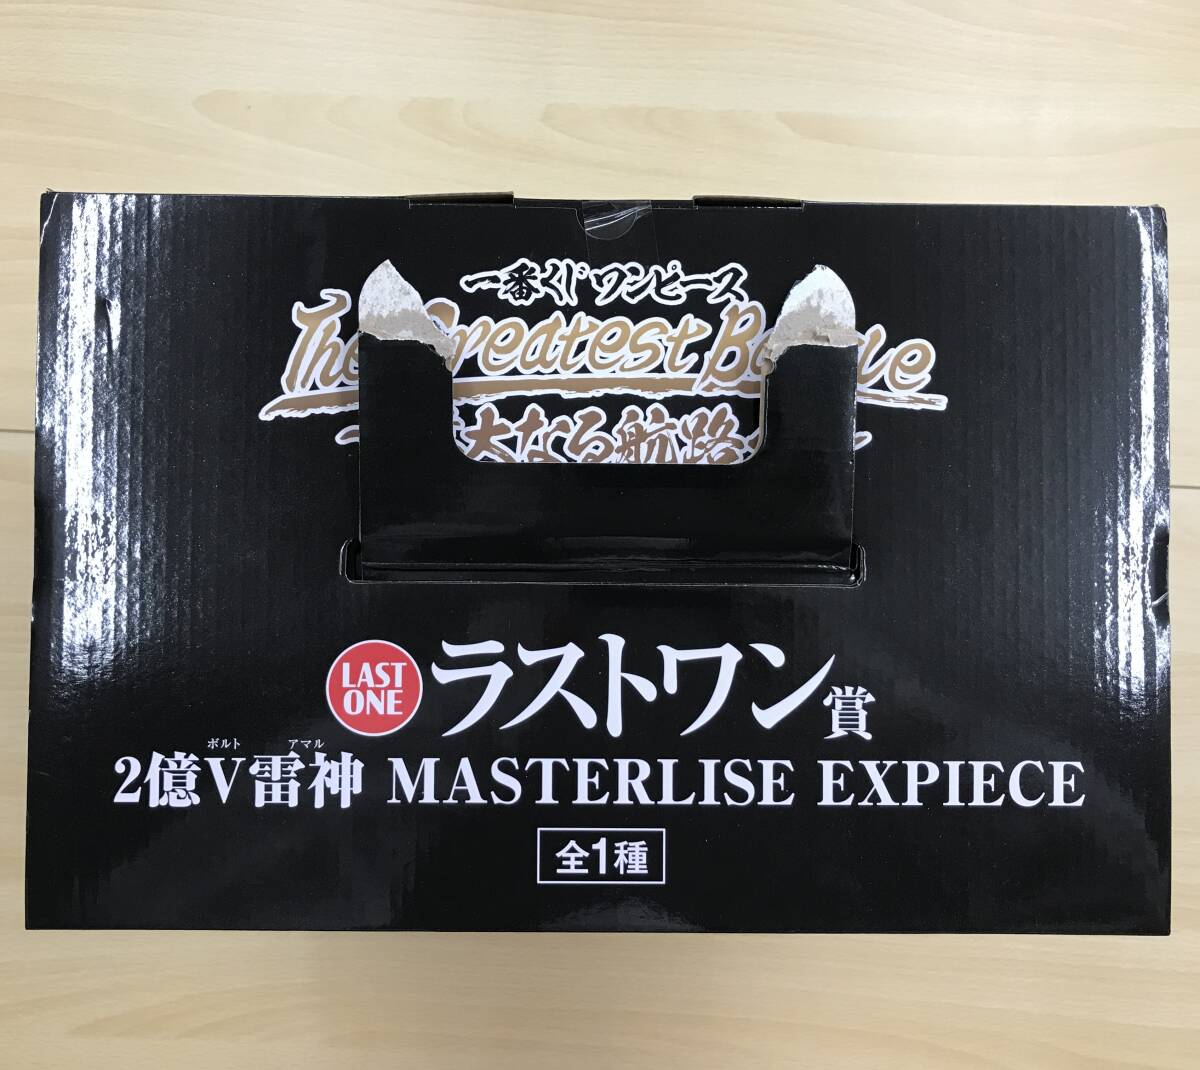 一番くじ ワンピース
The Greatest B
大なる航路
LAST ONE ラストワン賞
ボルト アマル
2億V雷神 MASTERLISE EXPIECE
全1種